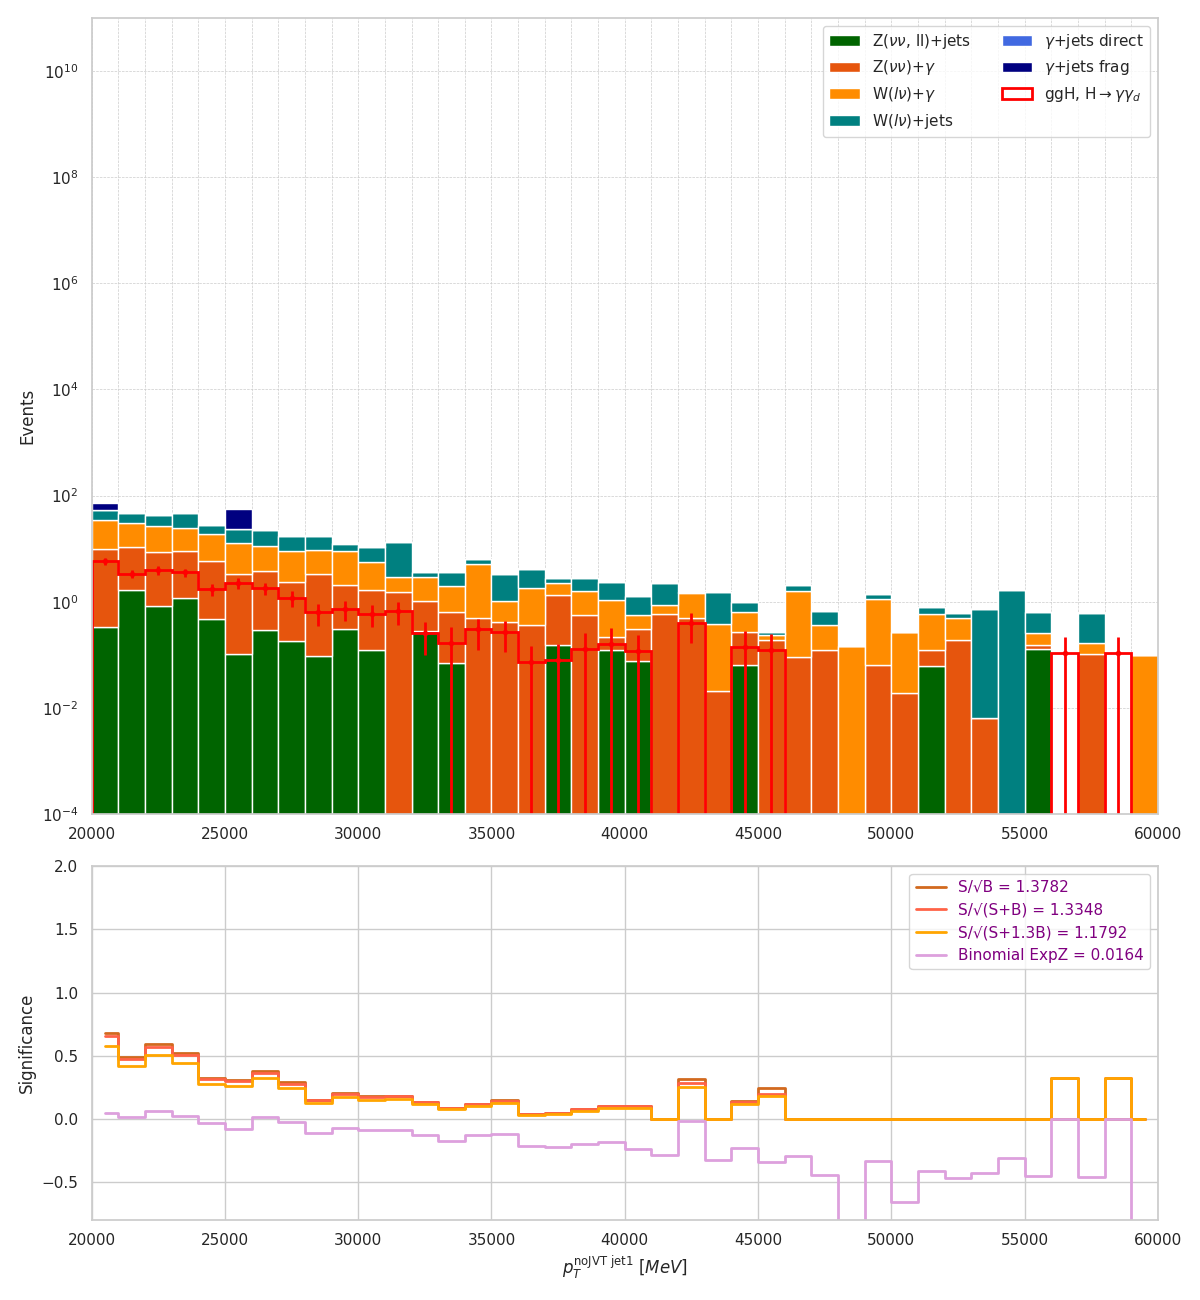 Z(νν, ll)+jets
Z(νν)+γ
W(lν)+γ
W(lν)+jets
γ+jets direct
γ+jets frag
ggH, H→γγ_d
Events
10^10
10^8
10^6
10^4
10^2
10^0
10^−2
10^−4
20000 25000 30000 35000 40000 45000 50000 55000 60000
S/√B = 1.3782
S/√(S+B) = 1.3348
S/√(S+1.3B) = 1.1792
Binomial ExpZ = 0.0164
Significance
2.0
1.5
1.0
0.5
0.0
−0.5
20000 25000 30000 35000 40000 45000 50000 55000 60000
p_T^noJVT jet1 [MeV]